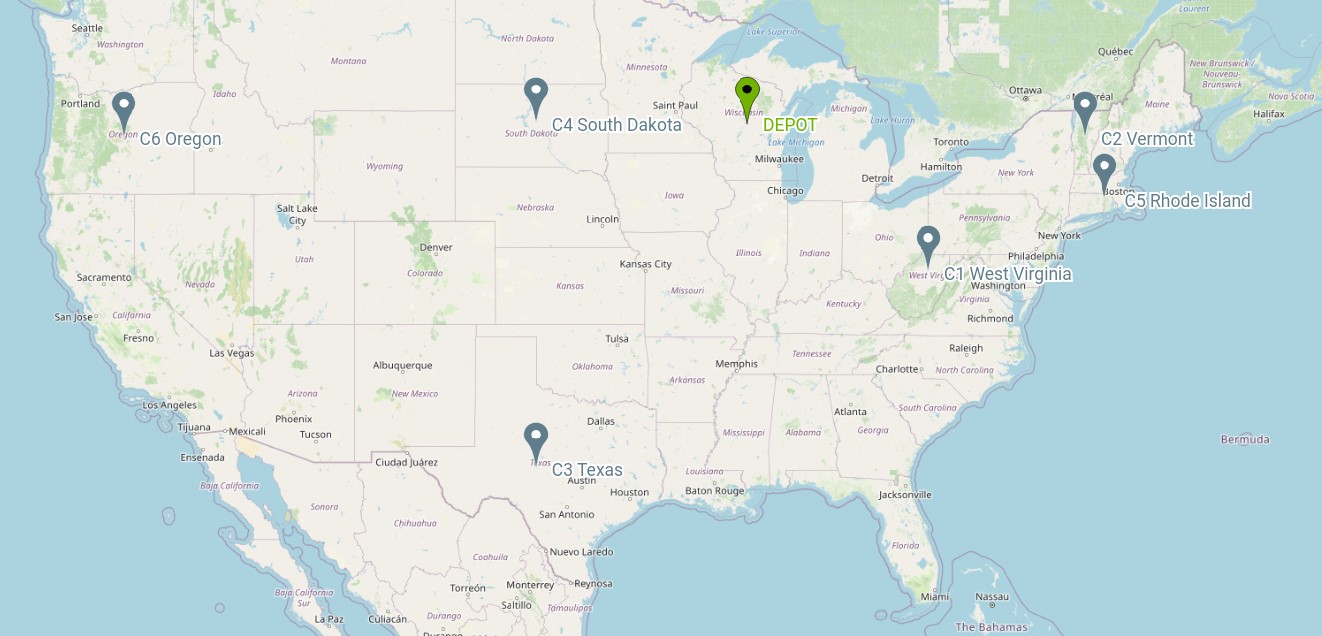 Seattle
Washington
Montana
North Dakota
Minnesota
Lake Superior
Québec
St. Laurent
New Brunswick /
Nouveau-
Brunswick
Nova Scotia
Halifax
Maine
Ottawa
Portland
Oregon
C6 Oregon
Idaho
South Dakota
C4 South Dakota
Saint Paul
Wisconsin
DEPOT
Michigan
Lake Huron
Lake Michigan
Milwaukee
Chicago
Detroit
Toronto
Hamilton
New York
Montréal
C2 Vermont
Boston
C5 Rhode Island
Wyoming
Nebraska
Iowa
Lincoln
Salt Lake
City
Utah
Denver
Colorado
Kansas
Kansas City
Missouri
Illinois
Indiana
Ohio
Pennsylvania
New York
Philadelphia
West Virginia
C1 West Virginia
Washington
Virginia
Richmond
Kentucky
Sacramento
Nevada
San Jose
California
Fresno
Las Vegas
Tulsa
Oklahoma
Albuquerque
New Mexico
Arizona
Memphis
Arkansas
Tennessee
Raleigh
Charlotte
North Carolina
South Carolina
Atlanta
Georgia
Alabama
Mississippi
Los Angeles
Tijuana
Mexicali
Phoenix
Tucson
Ensenada
Ciudad Juárez
Dallas
Texas
C3 Texas
Austin
Houston
San Antonio
Louisiana
Baton Rouge
Jacksonville
Bermuda
Baja California
Sonora
Chihuahua
Coahuila
Nuevo Laredo
Reynosa
Monterrey
Torreón
Saltillo
Tamaulipas
Durango
Durango
Culiacán
Baja California
Sur
La Paz
Florida
Miami
Nassau
The Bahamas